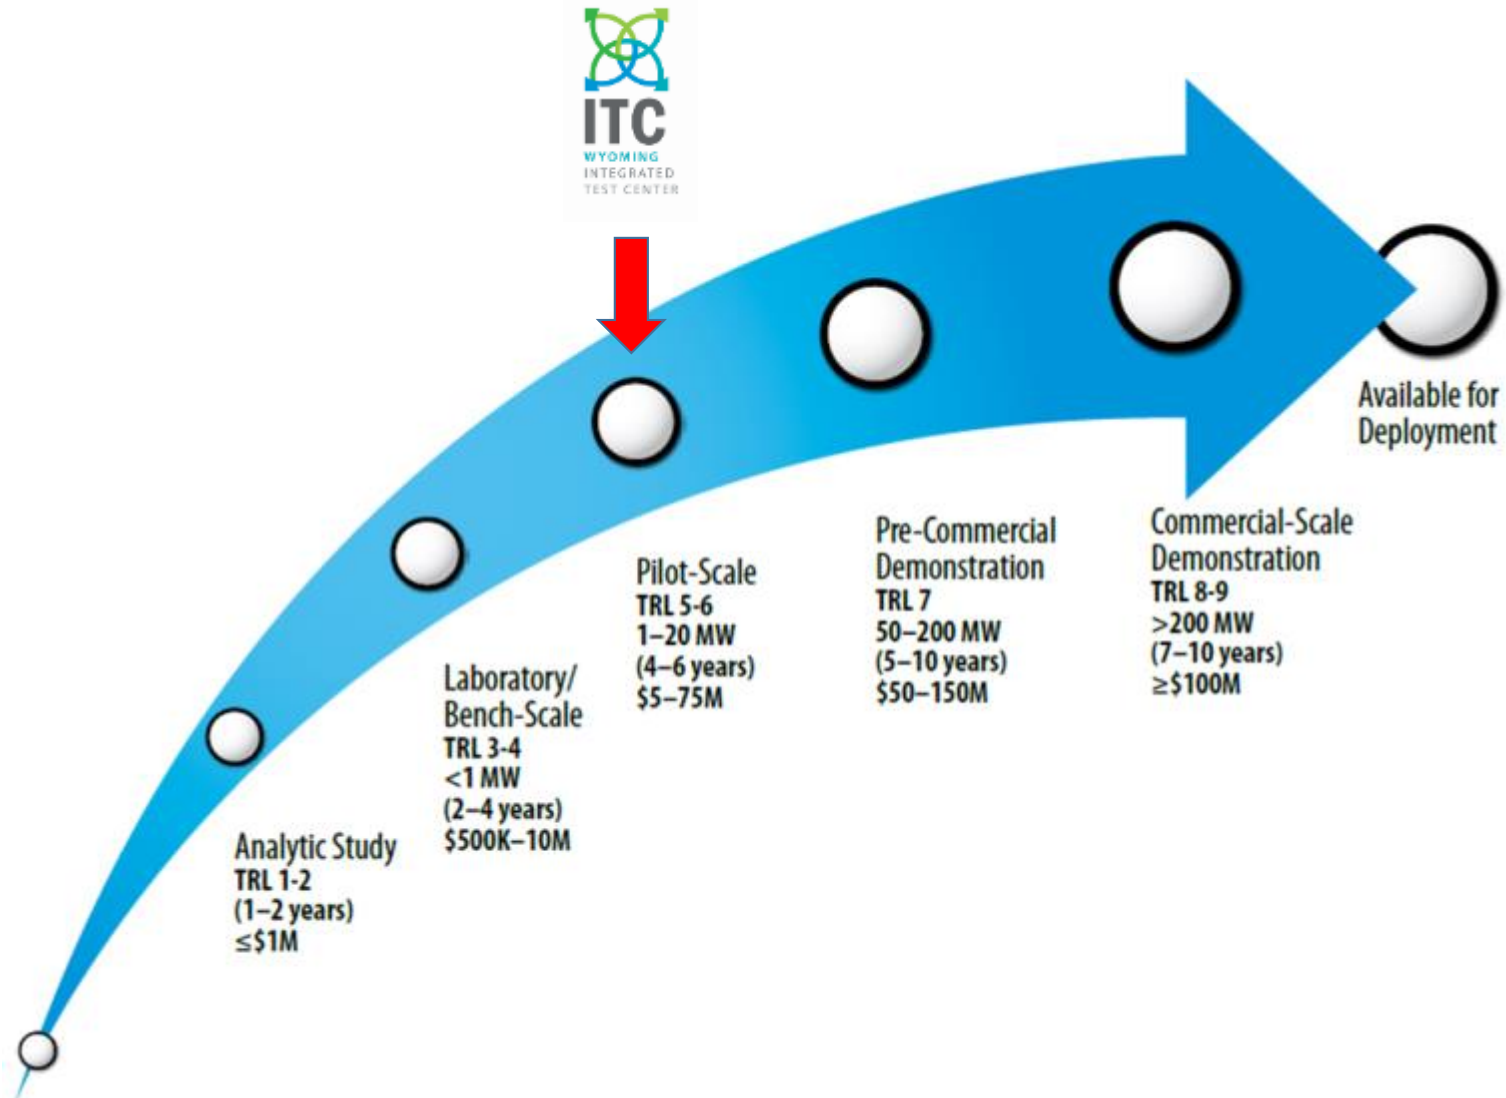 ITC
WYOMING
INTEGRATED
TEST CENTER
Available for
Deployment
Commercial-Scale
Demonstration
TRL 8-9
>200 MW
(7–10 years)
≥$100M
Pre-Commercial
Demonstration
TRL 7
50–200 MW
(5–10 years)
$50–150M
Pilot-Scale
TRL 5-6
1–20 MW
(4–6 years)
$5–75M
Laboratory/
Bench-Scale
TRL 3-4
<1 MW
(2–4 years)
$500K–10M
Analytic Study
TRL 1-2
(1–2 years)
≤$1M